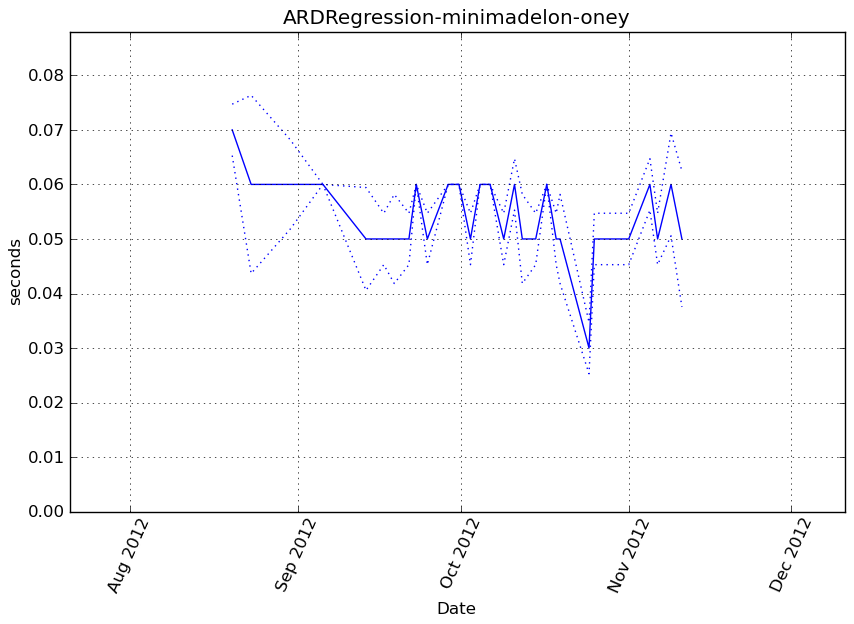 ARDRegression-minimadelon-oney
0.08
0.07
0.06
0.05
0.04
0.03
0.02
0.01
0.00
seconds
Aug 2012
Sep 2012
Oct 2012
Nov 2012
Dec 2012
Date